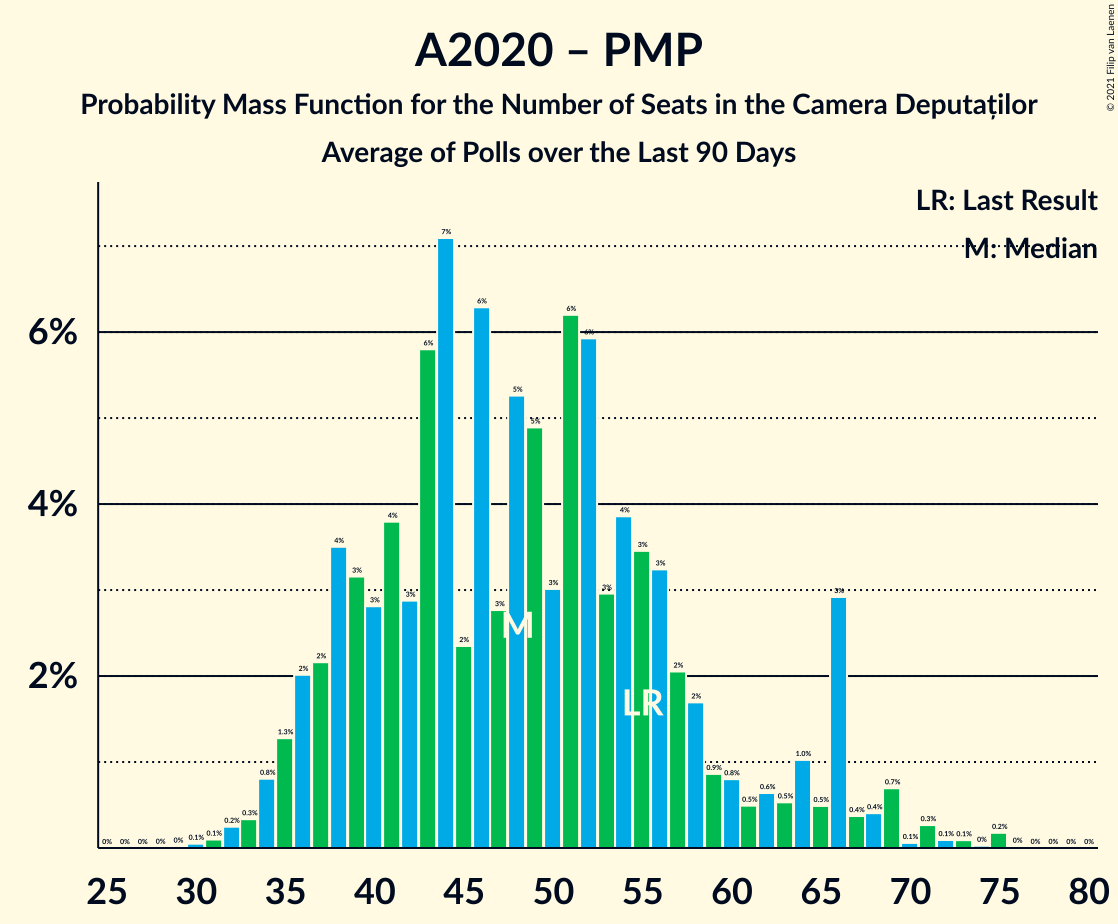 A2020 – PMP
Probability Mass Function for the Number of Seats in the Camera Deputaților
Average of Polls over the Last 90 Days
© 2021 Filip van Laenen
LR: Last Result
M: Median
6%
4%
2%
0% 0% 0% 0% 0% 0.1% 0.1% 0.2% 0.3% 0.8% 1.3% 2% 2% 4% 3% 3% 4% 3% 6% 7% 2% 6% 3% 5% 5% 3% 6% 6% 3% 4% 3% 3% 2% 2% 0.9% 0.8% 0.5% 0.6% 0.5% 1.0% 0.5% 3% 0.4% 0.4% 0.7% 0.1% 0.3% 0.1% 0.1% 0% 0.2% 0% 0% 0% 0% 0%
M
LR
25 30 35 40 45 50 55 60 65 70 75 80